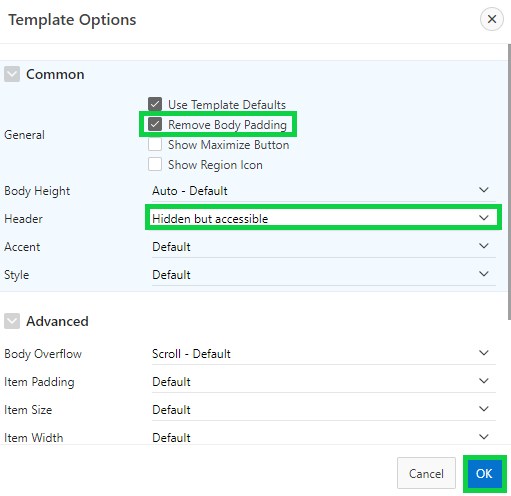 Template Options
Common
General
Use Template Defaults
Remove Body Padding
Show Maximize Button
Show Region Icon
Body Height Auto - Default
Header Hidden but accessible
Accent Default
Style Default
Advanced
Body Overflow Scroll - Default
Item Padding Default
Item Size Default
Item Width Default
Cancel OK